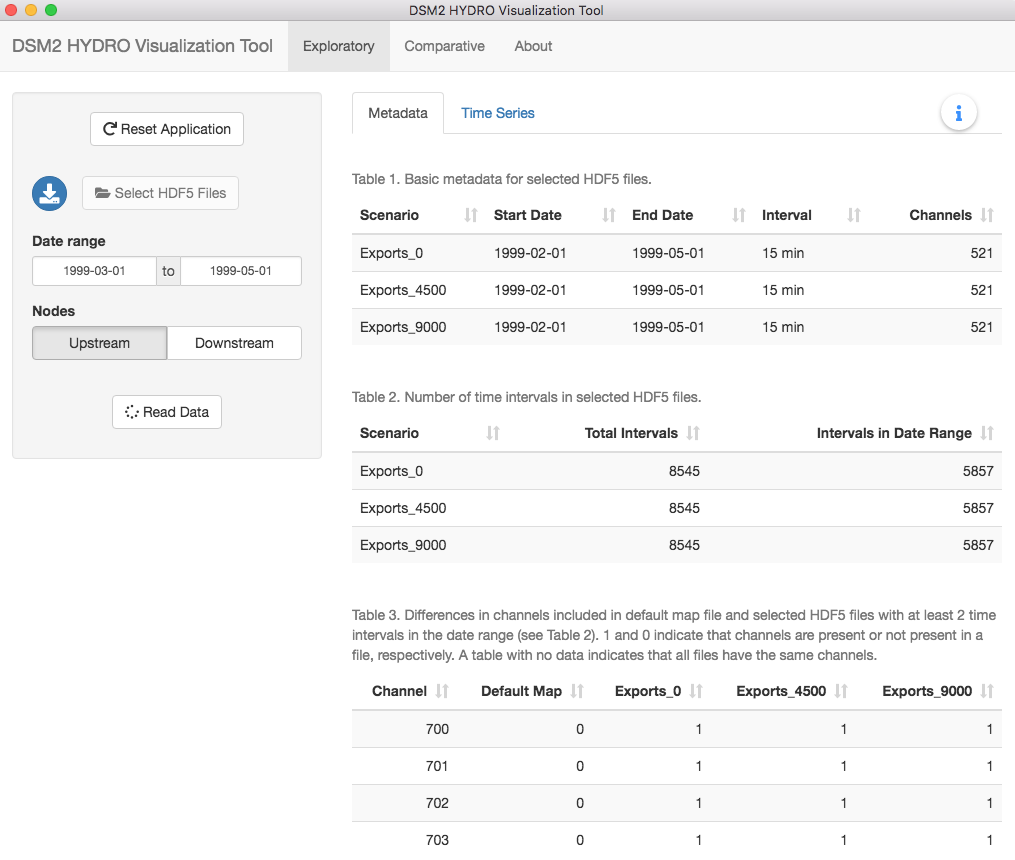 DSM2 HYDRO Visualization Tool
DSM2 HYDRO Visualization Tool Exploratory Comparative About
Reset Application
Select HDF5 Files
Date range
1999-03-01 to 1999-05-01
Nodes
Upstream Downstream
Read Data
Metadata Time Series
Table 1. Basic metadata for selected HDF5 files.
Scenario Start Date End Date Interval Channels
Exports_0 1999-02-01 1999-05-01 15 min 521
Exports_4500 1999-02-01 1999-05-01 15 min 521
Exports_9000 1999-02-01 1999-05-01 15 min 521
Table 2. Number of time intervals in selected HDF5 files.
Scenario Total Intervals Intervals in Date Range
Exports_0 8545 5857
Exports_4500 8545 5857
Exports_9000 8545 5857
Table 3. Differences in channels included in default map file and selected HDF5 files with at least 2 time
intervals in the date range (see Table 2). 1 and 0 indicate that channels are present or not present in a
file, respectively. A table with no data indicates that all files have the same channels.
Channel Default Map Exports_0 Exports_4500 Exports_9000
700 0 1 1 1
701 0 1 1 1
702 0 1 1 1
703 0 1 1 1